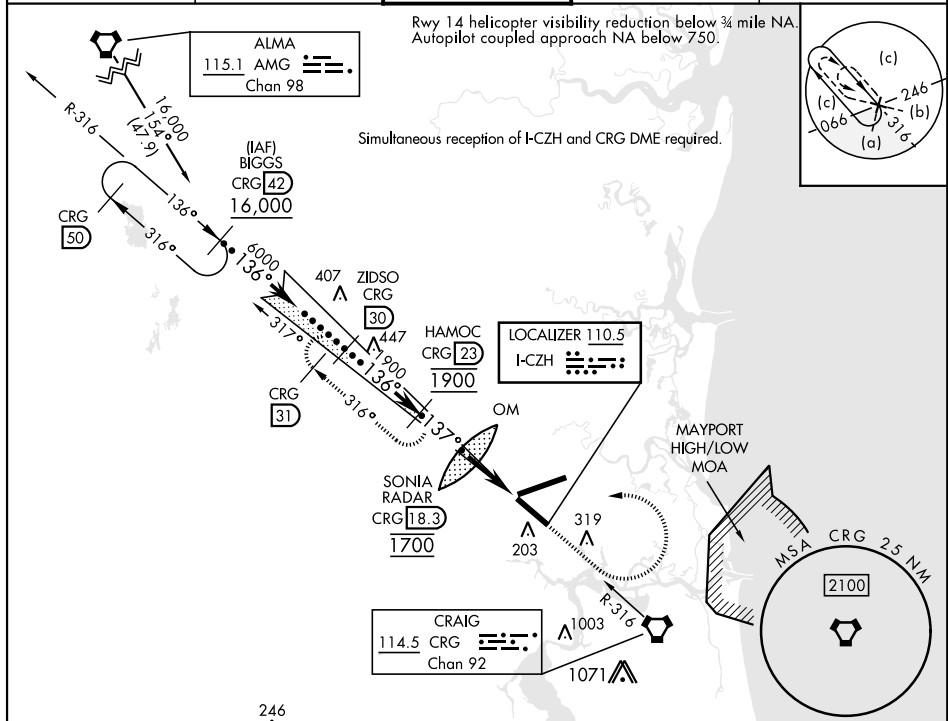 Rwy 14 helicopter visibility reduction below ¾ mile NA.
Autopilot coupled approach NA below 750.
ALMA
115.1 AMG
Chan 98
R-316
16,000
154°
(47.9)
Simultaneous reception of I-CZH and CRG DME required.
(c)
(c)
246
(b)
066
316
(a)
(IAF)
BIGGS
CRG 42
16,000
136°
316°
CRG
50
6000
136°
407
ZIDSO
CRG
30
447
317°
1900
136°
HAMOC
CRG 23
1900
LOCALIZER 110.5
I-CZH
CRG
31
316°
137°
OM
MAYPORT
HIGH/LOW
MOA
SONIA
RADAR
CRG 18.3
1700
203
319
MSA CRG 25 NM
2100
R-316
CRAIG
114.5 CRG
Chan 92
1003
1071
246